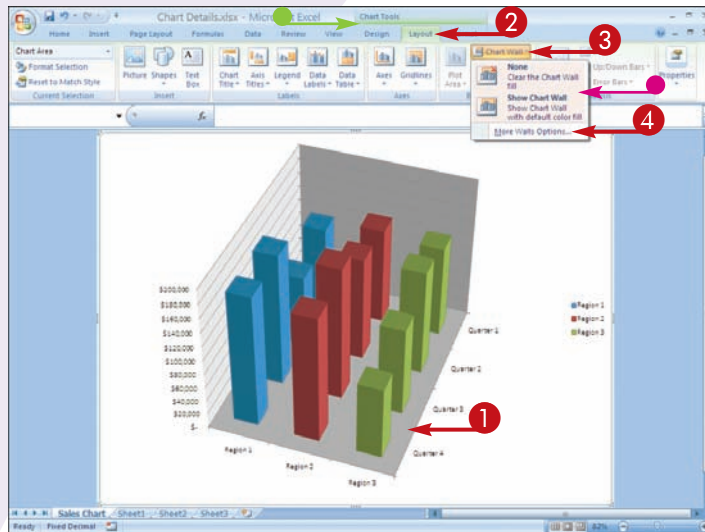 Chart Details.xlsx - Microsoft Excel
Chart Tools
Home Insert Page Layout Formulas Data Review View Design Layout
2
Chart Area
Format Selection
Reset to Match Style
Current Selection
Picture Shapes Text Box
Insert
Chart Title Axis Titles Legend Data Labels Data Table
Labels
Axes Gridlines
Axes
Plot Area
Chart Wall
3
Up/Down Bars
Error Bars
Properties
None
Clear the Chart Wall
fill
Show Chart Wall
Show Chart Wall
with default color fill
More Walls Options...
4
fx
$200,000
$180,000
$160,000
$140,000
$120,000
$100,000
$80,000
$60,000
$40,000
$20,000
$-
Region 1
Region 2
Region 3
Quarter 1
Quarter 2
Quarter 3
Quarter 4
1
Region 1
Region 2
Region 3
Sales Chart Sheet1 Sheet2 Sheet3
Ready Fixed Decimal
82%